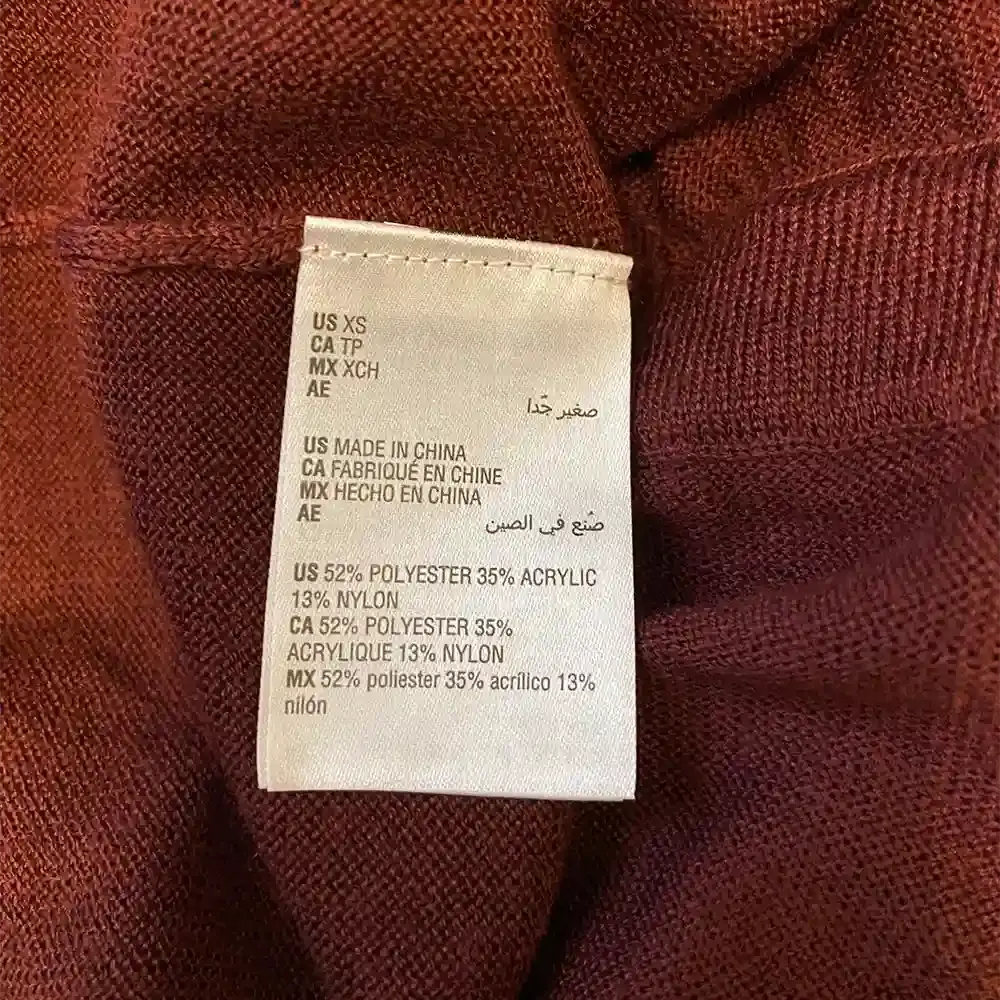 US XS
CA TP
MX XCH
AE
صغير جّدا
US MADE IN CHINA
CA FABRIQUÉ EN CHINE
MX HECHO EN CHINA
AE
صُنع في الصين
US 52% POLYESTER 35% ACRYLIC
13% NYLON
CA 52% POLYESTER 35%
ACRYLIQUE 13% NYLON
MX 52% poliester 35% acrílico 13%
nilón